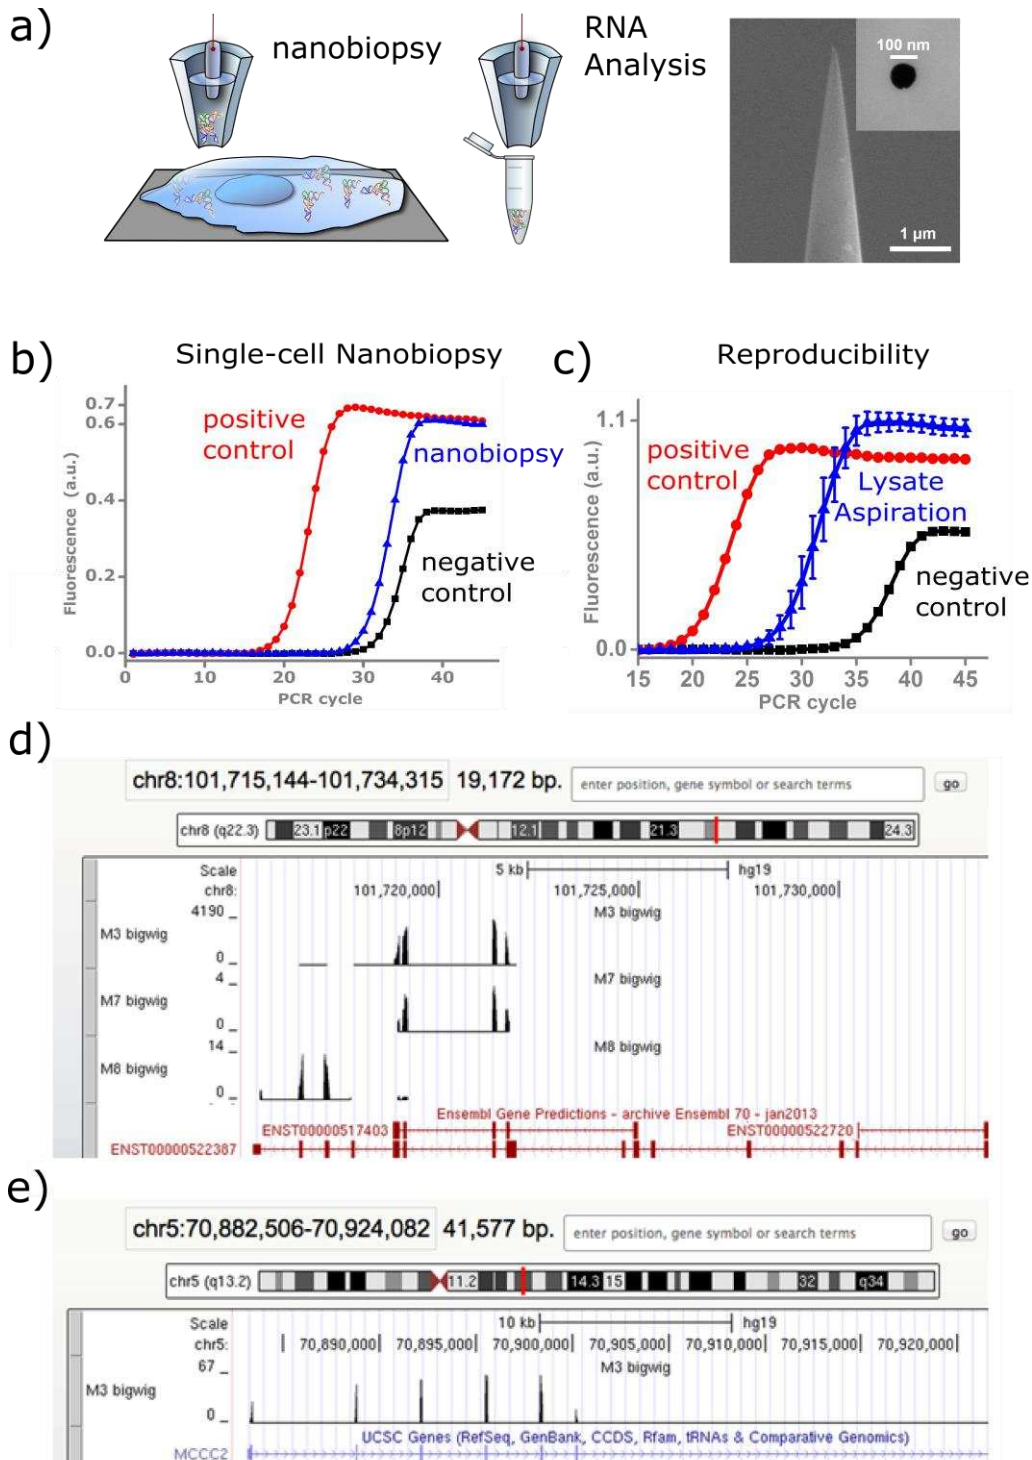 a)
nanobiopsy
RNA
Analysis
100 nm
1 µm
b)
Single-cell Nanobiopsy
0.7
0.6
0.4
0.2
0.0
Fluorescence (a.u.)
positive
control
nanobiopsy
negative
control
0 10 20 30 40
PCR cycle
c)
Reproducibility
1.1
0.0
Fluorescence (a.u.)
positive
control
Lysate
Aspiration
negative
control
15 20 25 30 35 40 45
PCR cycle
d)
chr8:101,715,144-101,734,315 19,172 bp. enter position, gene symbol or search terms go
chr8 (q22.3) 23.1 p22 8p12 12.1 21.3 24.3
Scale 5 kb hg19
chr8: 101,720,000 101,725,000 101,730,000
M3 bigwig
4190
M3 bigwig
0
M7 bigwig
4
M7 bigwig
0
M8 bigwig
14
M8 bigwig
0
Ensembl Gene Predictions - archive Ensembl 70 - jan2013
ENST00000517403 ENST00000522720
ENST00000522387
e)
chr5:70,882,506-70,924,082 41,577 bp. enter position, gene symbol or search terms go
chr5 (q13.2) 11.2 14.3 15 32 q34
Scale 10 kb hg19
chr5: 70,890,000 70,895,000 70,900,000 70,905,000 70,910,000 70,915,000 70,920,000
67
M3 bigwig
M3 bigwig
0
UCSC Genes (RefSeq, GenBank, CCDS, Rfam, tRNAs & Comparative Genomics)
MCCC2